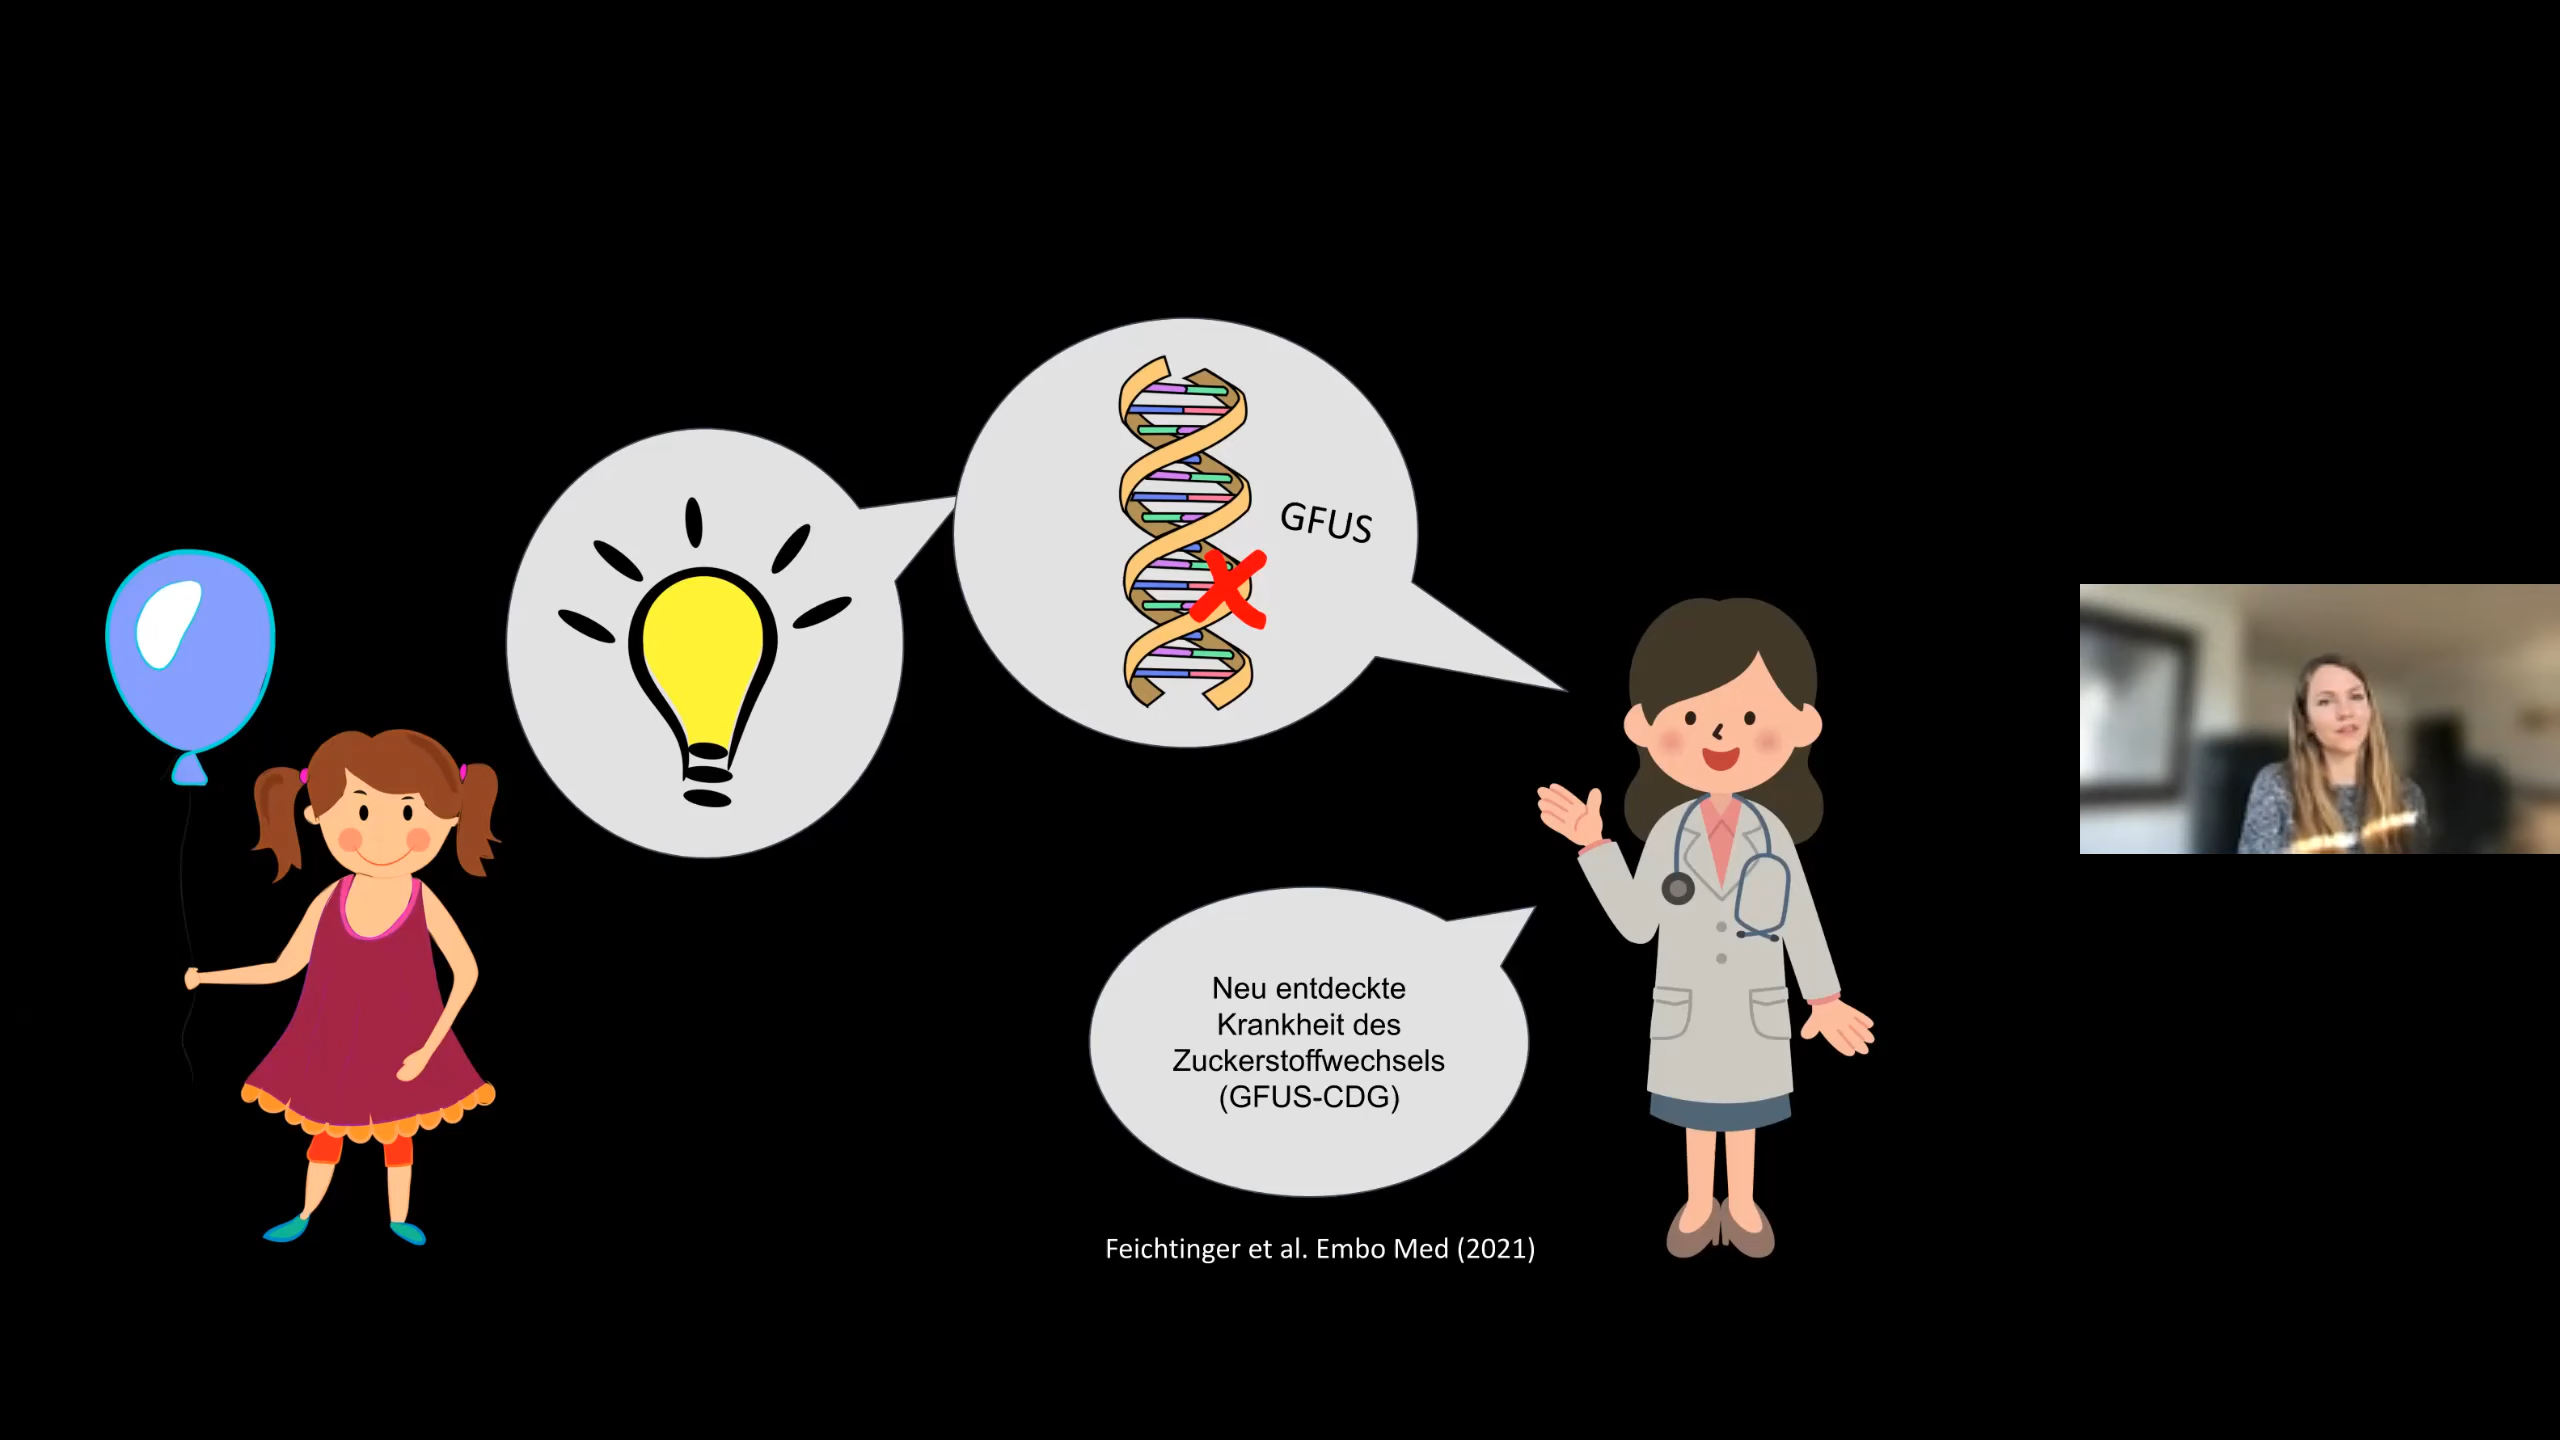 GFUS
Neu entdeckte
Krankheit des
Zuckerstoffwechsels
(GFUS-CDG)
Feichtinger et al. Embo Med (2021)